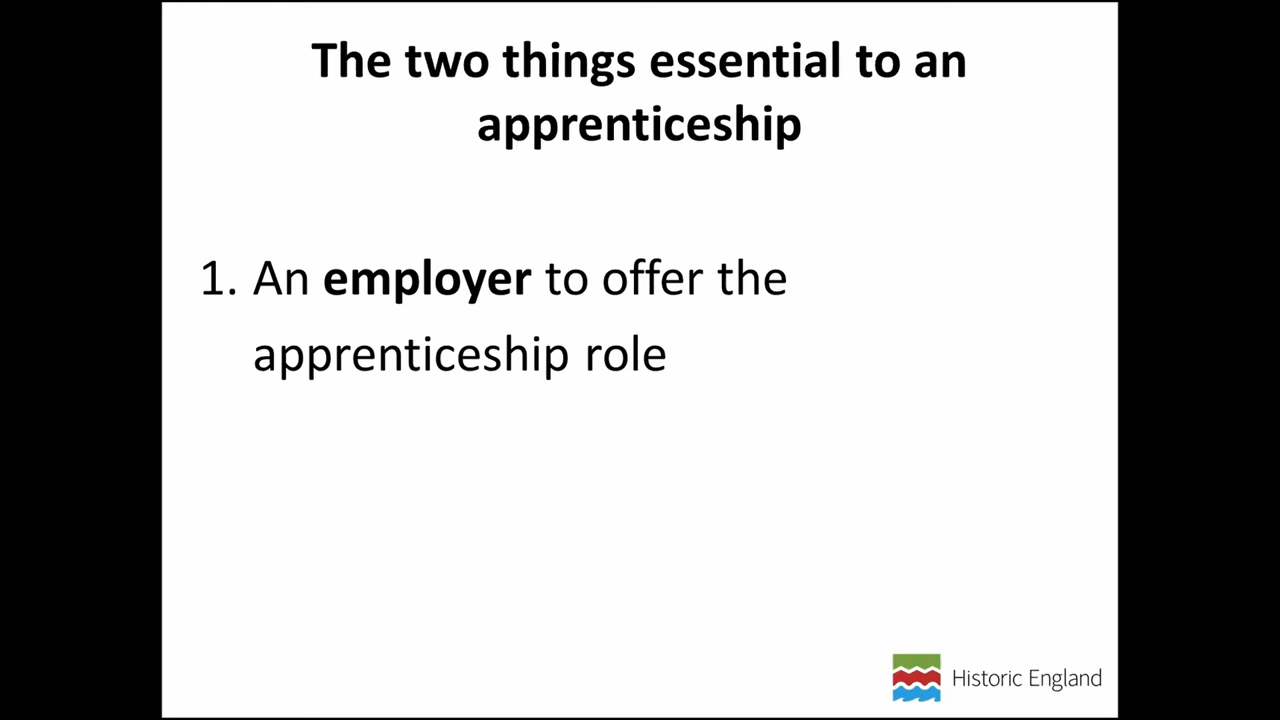 The two things essential to an
apprenticeship
1. An employer to offer the
apprenticeship role
Historic England